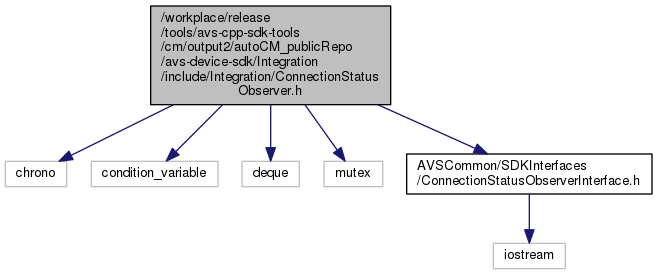 /workplace/release
/tools/avs-cpp-sdk-tools
/cm/output2/autoCM_publicRepo
/avs-device-sdk/Integration
/include/Integration/ConnectionStatus
Observer.h
chrono
condition_variable
deque
mutex
AVSCommon/SDKInterfaces
/ConnectionStatusObserverInterface.h
iostream